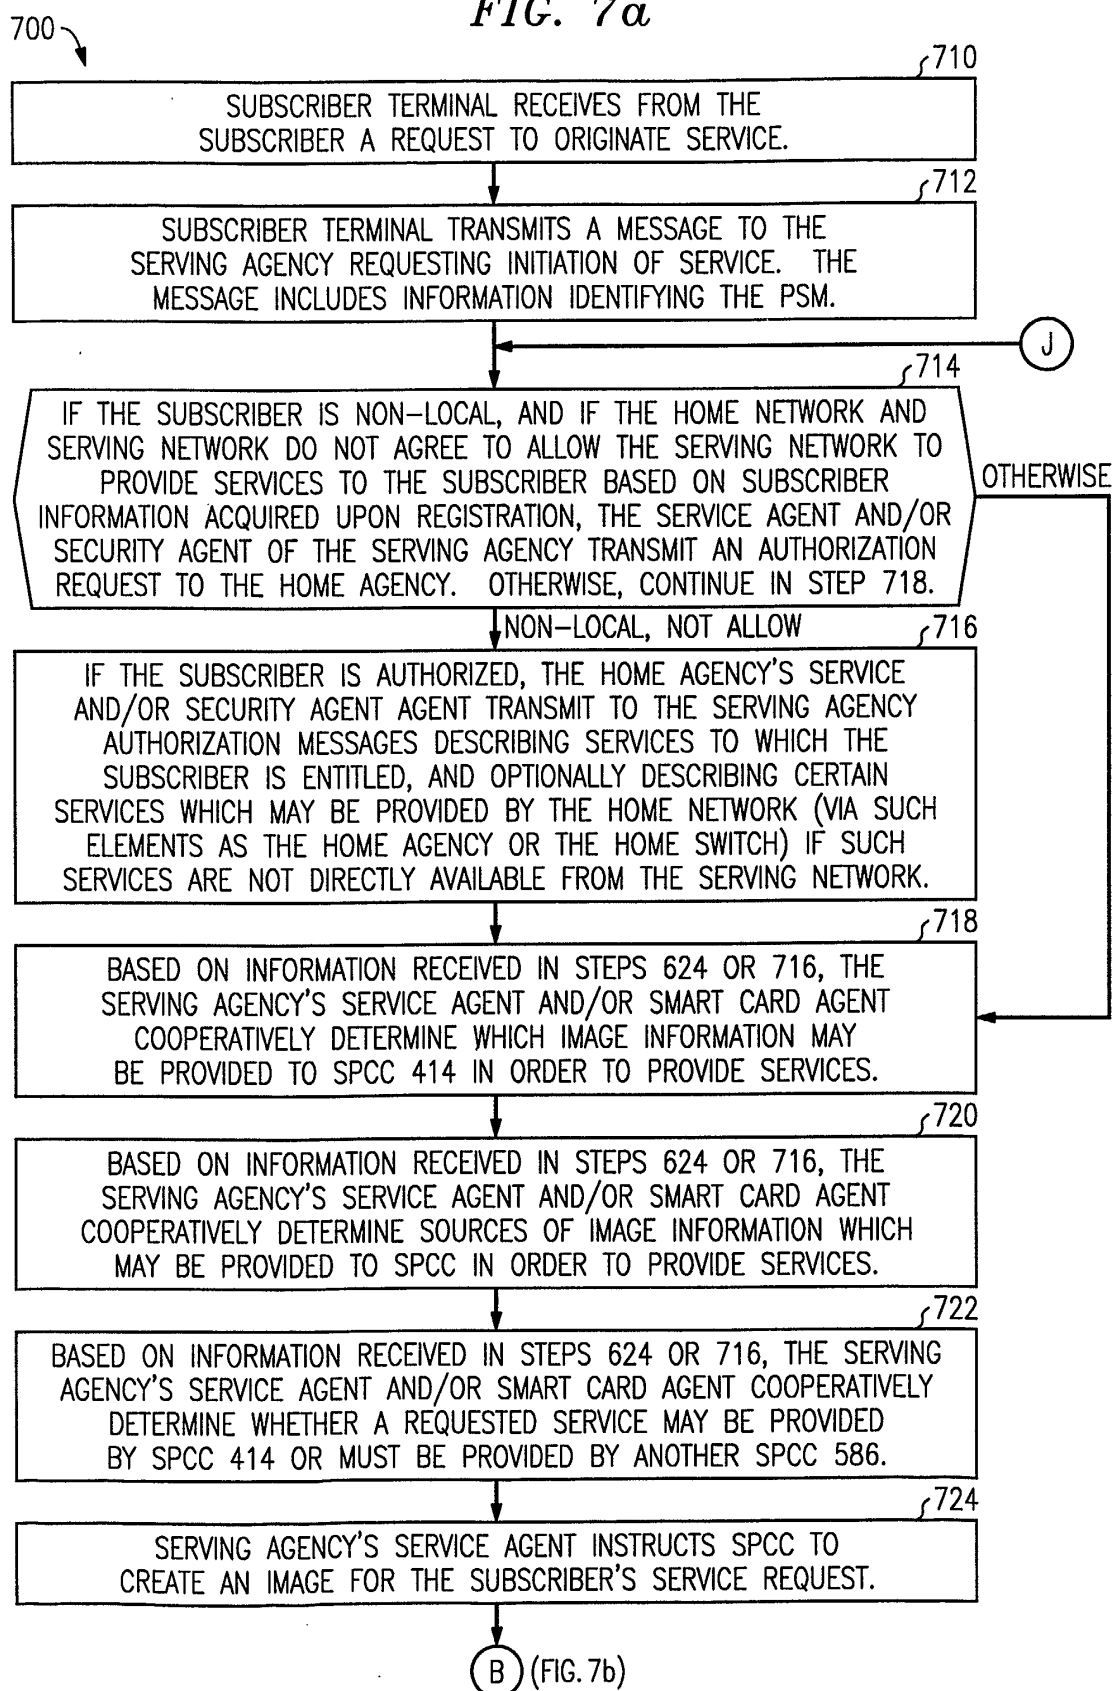 FIG. 7a
700
710
SUBSCRIBER TERMINAL RECEIVES FROM THE
SUBSCRIBER A REQUEST TO ORIGINATE SERVICE.
712
SUBSCRIBER TERMINAL TRANSMITS A MESSAGE TO THE
SERVING AGENCY REQUESTING INITIATION OF SERVICE. THE
MESSAGE INCLUDES INFORMATION IDENTIFYING THE PSM.
J
714
IF THE SUBSCRIBER IS NON-LOCAL, AND IF THE HOME NETWORK AND
SERVING NETWORK DO NOT AGREE TO ALLOW THE SERVING NETWORK TO
PROVIDE SERVICES TO THE SUBSCRIBER BASED ON SUBSCRIBER
INFORMATION ACQUIRED UPON REGISTRATION, THE SERVICE AGENT AND/OR
SECURITY AGENT OF THE SERVING AGENCY TRANSMIT AN AUTHORIZATION
REQUEST TO THE HOME AGENCY. OTHERWISE, CONTINUE IN STEP 718.
OTHERWISE
NON-LOCAL, NOT ALLOW
716
IF THE SUBSCRIBER IS AUTHORIZED, THE HOME AGENCY'S SERVICE
AND/OR SECURITY AGENT AGENT TRANSMIT TO THE SERVING AGENCY
AUTHORIZATION MESSAGES DESCRIBING SERVICES TO WHICH THE
SUBSCRIBER IS ENTITLED, AND OPTIONALLY DESCRIBING CERTAIN
SERVICES WHICH MAY BE PROVIDED BY THE HOME NETWORK (VIA SUCH
ELEMENTS AS THE HOME AGENCY OR THE HOME SWITCH) IF SUCH
SERVICES ARE NOT DIRECTLY AVAILABLE FROM THE SERVING NETWORK.
718
BASED ON INFORMATION RECEIVED IN STEPS 624 OR 716, THE
SERVING AGENCY'S SERVICE AGENT AND/OR SMART CARD AGENT
COOPERATIVELY DETERMINE WHICH IMAGE INFORMATION MAY
BE PROVIDED TO SPCC 414 IN ORDER TO PROVIDE SERVICES.
720
BASED ON INFORMATION RECEIVED IN STEPS 624 OR 716, THE
SERVING AGENCY'S SERVICE AGENT AND/OR SMART CARD AGENT
COOPERATIVELY DETERMINE SOURCES OF IMAGE INFORMATION WHICH
MAY BE PROVIDED TO SPCC IN ORDER TO PROVIDE SERVICES.
722
BASED ON INFORMATION RECEIVED IN STEPS 624 OR 716, THE SERVING
AGENCY'S SERVICE AGENT AND/OR SMART CARD AGENT COOPERATIVELY
DETERMINE WHETHER A REQUESTED SERVICE MAY BE PROVIDED
BY SPCC 414 OR MUST BE PROVIDED BY ANOTHER SPCC 586.
724
SERVING AGENCY'S SERVICE AGENT INSTRUCTS SPCC TO
CREATE AN IMAGE FOR THE SUBSCRIBER'S SERVICE REQUEST.
B (FIG. 7b)